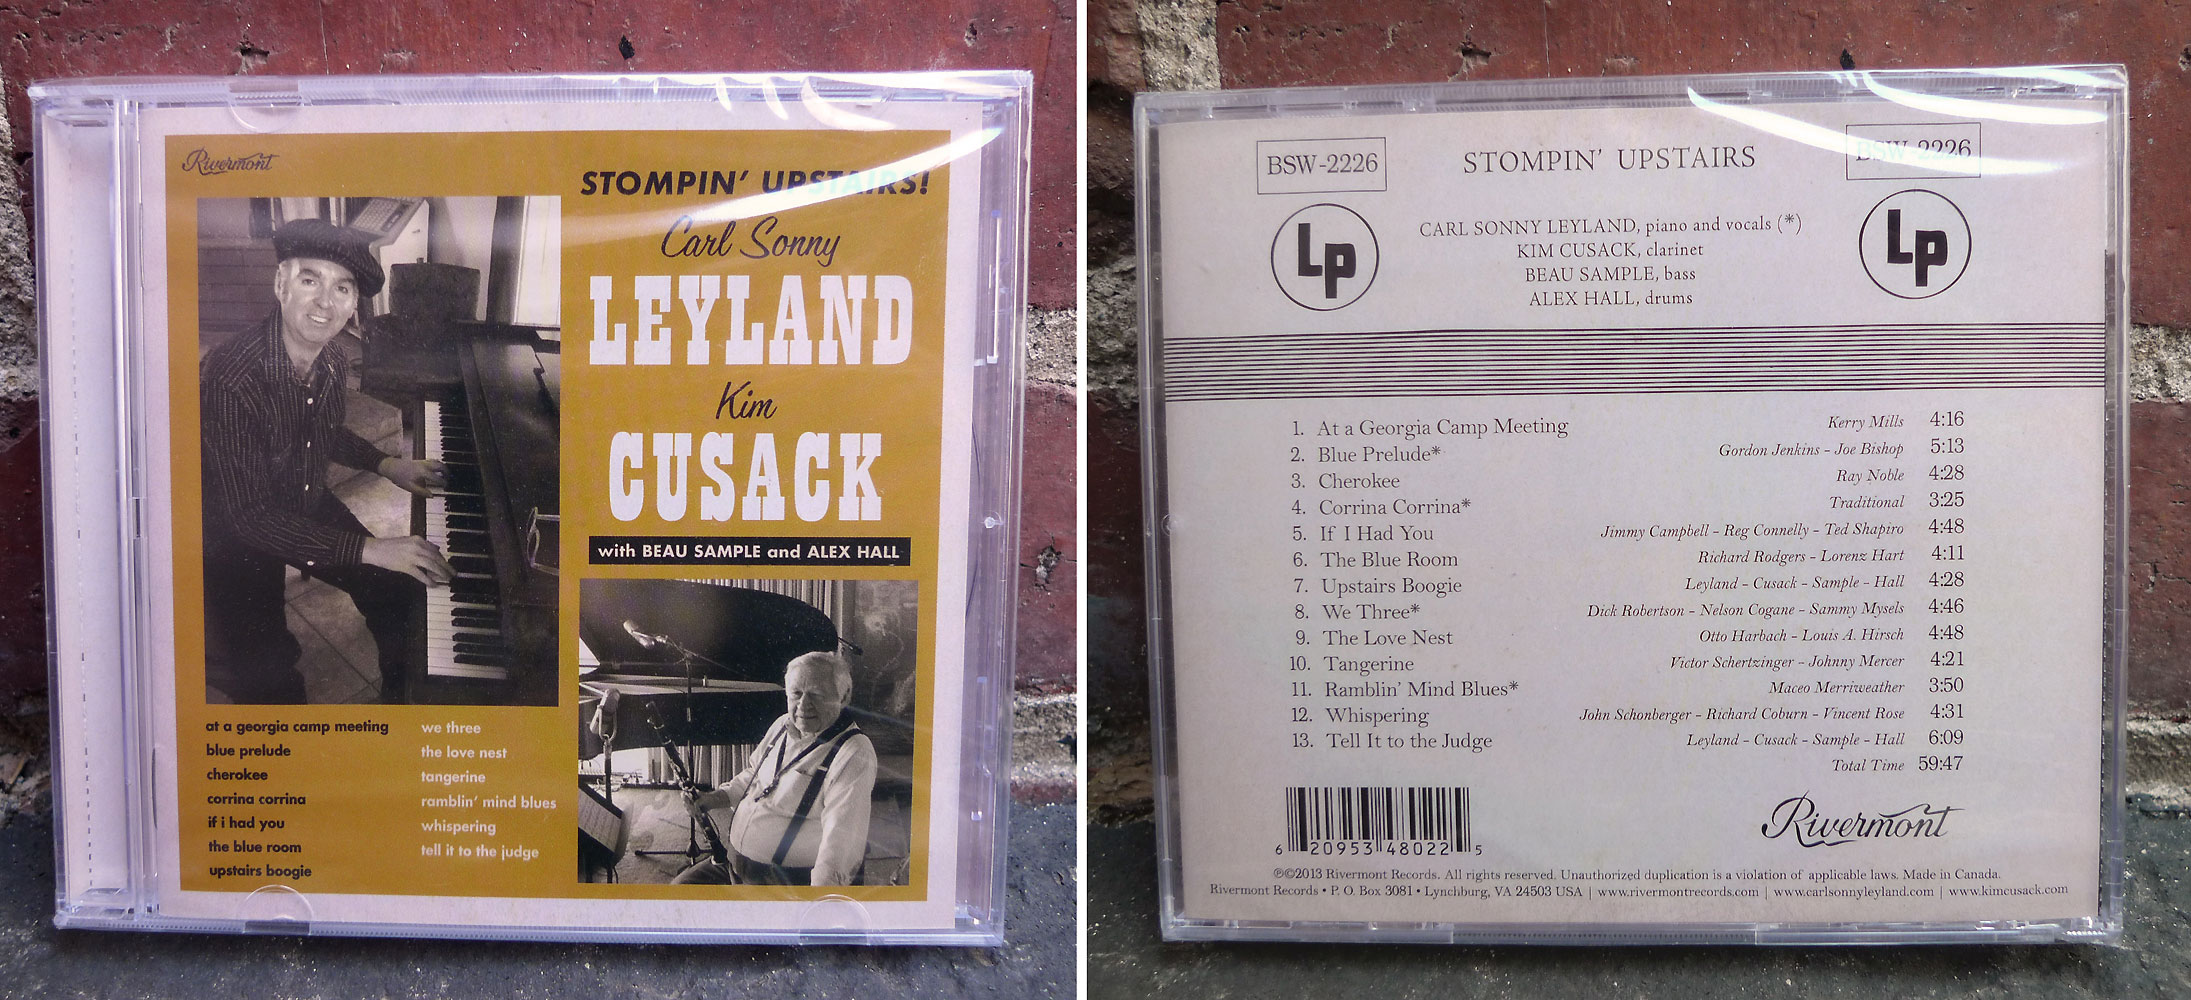 Rivermont
STOMPIN' UPSTAIRS!
Carl Sonny
LEYLAND
Kim
CUSACK
with BEAU SAMPLE and ALEX HALL
at a georgia camp meeting
blue prelude
cherokee
corrina corrina
if i had you
the blue room
upstairs boogie
we three
the love nest
tangerine
ramblin' mind blues
whispering
tell it to the judge
BSW-2226
STOMPIN' UPSTAIRS
BSW-2226
LP
LP
CARL SONNY LEYLAND, piano and vocals (*)
KIM CUSACK, clarinet
BEAU SAMPLE, bass
ALEX HALL, drums
1. At a Georgia Camp Meeting Kerry Mills 4:16
2. Blue Prelude* Gordon Jenkins - Joe Bishop 5:13
3. Cherokee Ray Noble 4:28
4. Corrina Corrina* Traditional 3:25
5. If I Had You Jimmy Campbell - Reg Connelly - Ted Shapiro 4:48
6. The Blue Room Richard Rodgers - Lorenz Hart 4:11
7. Upstairs Boogie Leyland - Cusack - Sample - Hall 4:28
8. We Three* Dick Robertson - Nelson Cogane - Sammy Mysels 4:46
9. The Love Nest Otto Harbach - Louis A. Hirsch 4:48
10. Tangerine Victor Schertzinger - Johnny Mercer 4:21
11. Ramblin' Mind Blues* Maceo Merriweather 3:50
12. Whispering John Schonberger - Richard Coburn - Vincent Rose 4:31
13. Tell It to the Judge Leyland - Cusack - Sample - Hall 6:09
Total Time 59:47
6 20953 48022 5
Rivermont
℗©2013 Rivermont Records. All rights reserved. Unauthorized duplication is a violation of applicable laws. Made in Canada.
Rivermont Records • P. O. Box 3081 • Lynchburg, VA 24503 USA | www.rivermontrecords.com | www.carlsonnyleyland.com | www.kimcusack.com